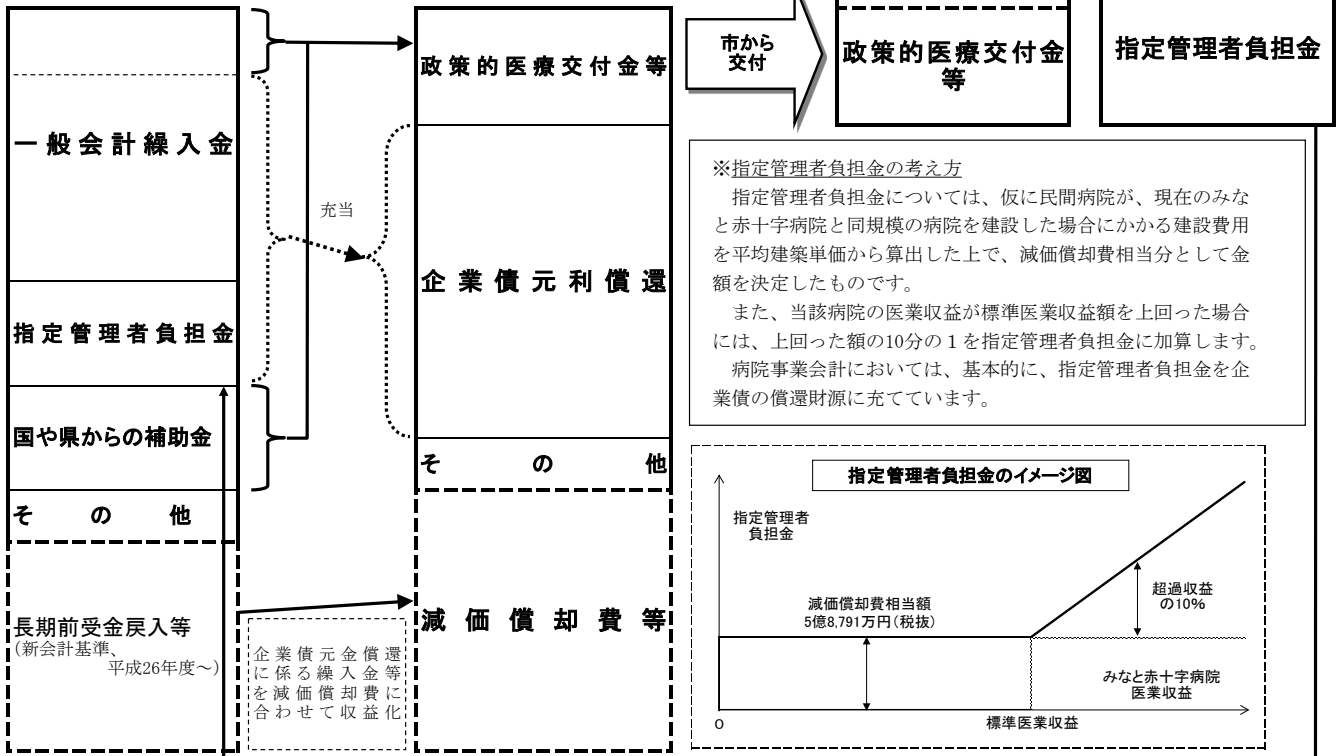 一般会計繰入金
指定管理者負担金
国や県からの補助金
その他
長期前受金戻入等
(新会計基準、
平成26年度～)
充当
企業債元金償還
に係る繰入金等
を減価償却費に
合わせて収益化
政策的医療交付金等
企業債元利償還
その他
減価償却費等
市から
交付
政策的医療交付金
等
指定管理者負担金
※指定管理者負担金の考え方
指定管理者負担金については、仮に民間病院が、現在のみな
と赤十字病院と同規模の病院を建設した場合にかかる建設費用
を平均建築単価から算出した上で、減価償却費相当分として金
額を決定したものです。
また、当該病院の医業収益が標準医業収益額を上回った場合
には、上回った額の10分の１を指定管理者負担金に加算します。
病院事業会計においては、基本的に、指定管理者負担金を企
業債の償還財源に充てています。
指定管理者負担金のイメージ図
指定管理者
負担金
減価償却費相当額
5億8,791万円(税抜)
超過収益
の10%
みなと赤十字病院
医業収益
0
標準医業収益